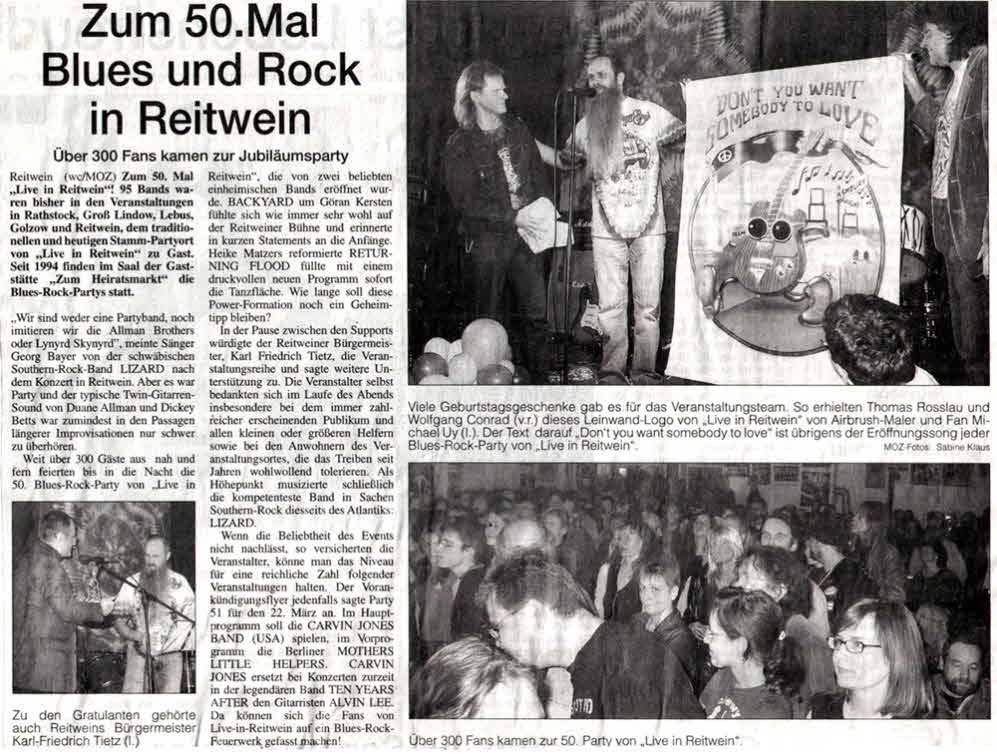 Zum 50.Mal
Blues und Rock
in Reitwein
Über 300 Fans kamen zur Jubiläumsparty
Reitwein (wc/MOZ) Zum 50. Mal
„Live in Reitwein“! 95 Bands wa-
ren bisher in den Veranstaltungen
in Rathstock, Groß Lindow, Lebus,
Golzow und Reitwein, dem traditio-
nellen und heutigen Stamm-Partyort
von „Live in Reitwein“ zu Gast.
Seit 1994 finden im Saal der Gast-
stätte „Zum Heiratsmarkt“ die
Blues-Rock-Partys statt.
„Wir sind weder eine Partyband, noch
imitieren wir die Allman Brothers
oder Lynyrd Skynyrd”, meinte Sänger
Georg Bayer von der schwäbischen
Southern-Rock-Band LIZARD nach
dem Konzert in Reitwein. Aber es war
Party und der typische Twin-Gitarren-
Sound von Duane Allman und Dickey
Betts war zumindest in den Passagen
längerer Improvisationen nur schwer
zu überhören.
Weit über 300 Gäste aus nah und
fern feierten bis in die Nacht die
50. Blues-Rock-Party von „Live in
Zu den Gratulanten gehörte
auch Reitweins Bürgermeister
Karl-Friedrich Tietz (l.)
Reitwein“, die von zwei beliebten
einheimischen Bands eröffnet wur-
de. BACKYARD um Göran Kersten
fühlte sich wie immer sehr wohl auf
der Reitweiner Bühne und erinnerte
in kurzen Statements an die Anfänge.
Heike Matzers reformierte RETUR-
NING FLOOD füllte mit einem
druckvollen neuen Programm sofort
die Tanzfläche. Wie lange soll diese
Power-Formation noch ein Geheim-
tipp bleiben?
In der Pause zwischen den Supports
würdigte der Reitweiner Bürgermeis-
ter, Karl Friedrich Tietz, die Veran-
staltungsreihe und sagte weitere Un-
terstützung zu. Die Veranstalter selbst
bedankten sich im Laufe des Abends
insbesondere bei dem immer zahl-
reicher erscheinenden Publikum und
allen kleinen oder größeren Helfern
sowie bei den Anwohnern des Ver-
anstaltungsortes, die das Treiben seit
Jahren wohlwollend tolerieren. Als
Höhepunkt musizierte schließlich
die kompetenteste Band in Sachen
Southern-Rock diesseits des Atlantiks:
LIZARD.
Wenn die Beliebtheit des Events
nicht nachlässt, so versicherten die
Veranstalter, könne man das Niveau
für eine reichliche Zahl folgender
Veranstaltungen halten. Der Voran-
kündigungsflyer jedenfalls sagte Party
51 für den 22. März an. Im Haupt-
programm soll die CARVIN JONES
BAND (USA) spielen, im Vorpro-
gramm die Berliner MOTHERS
LITTLE HELPERS. CARVIN
JONES ersetzt bei Konzerten zurzeit
in der legendären Band TEN YEARS
AFTER den Gitarristen ALVIN LEE.
Da können sich die Fans von
Live-in-Reitwein auf ein Blues-Rock-
Feuerwerk gefasst machen!
DON'T YOU WANT
SOMEBODY TO LOVE
Viele Geburtstagsgeschenke gab es für das Veranstaltungsteam. So erhielten Thomas Rosslau und
Wolfgang Conrad (v.r.) dieses Leinwand-Logo von „Live in Reitwein“ von Airbrush-Maler und Fan Mi-
chael Uy (l.). Der Text darauf „Don't you want somebody to love“ ist übrigens der Eröffnungssong jeder
Blues-Rock-Party von „Live in Reitwein“.
MOZ-Fotos: Sabine Klaus
Über 300 Fans kamen zur 50. Party von „Live in Reitwein“.